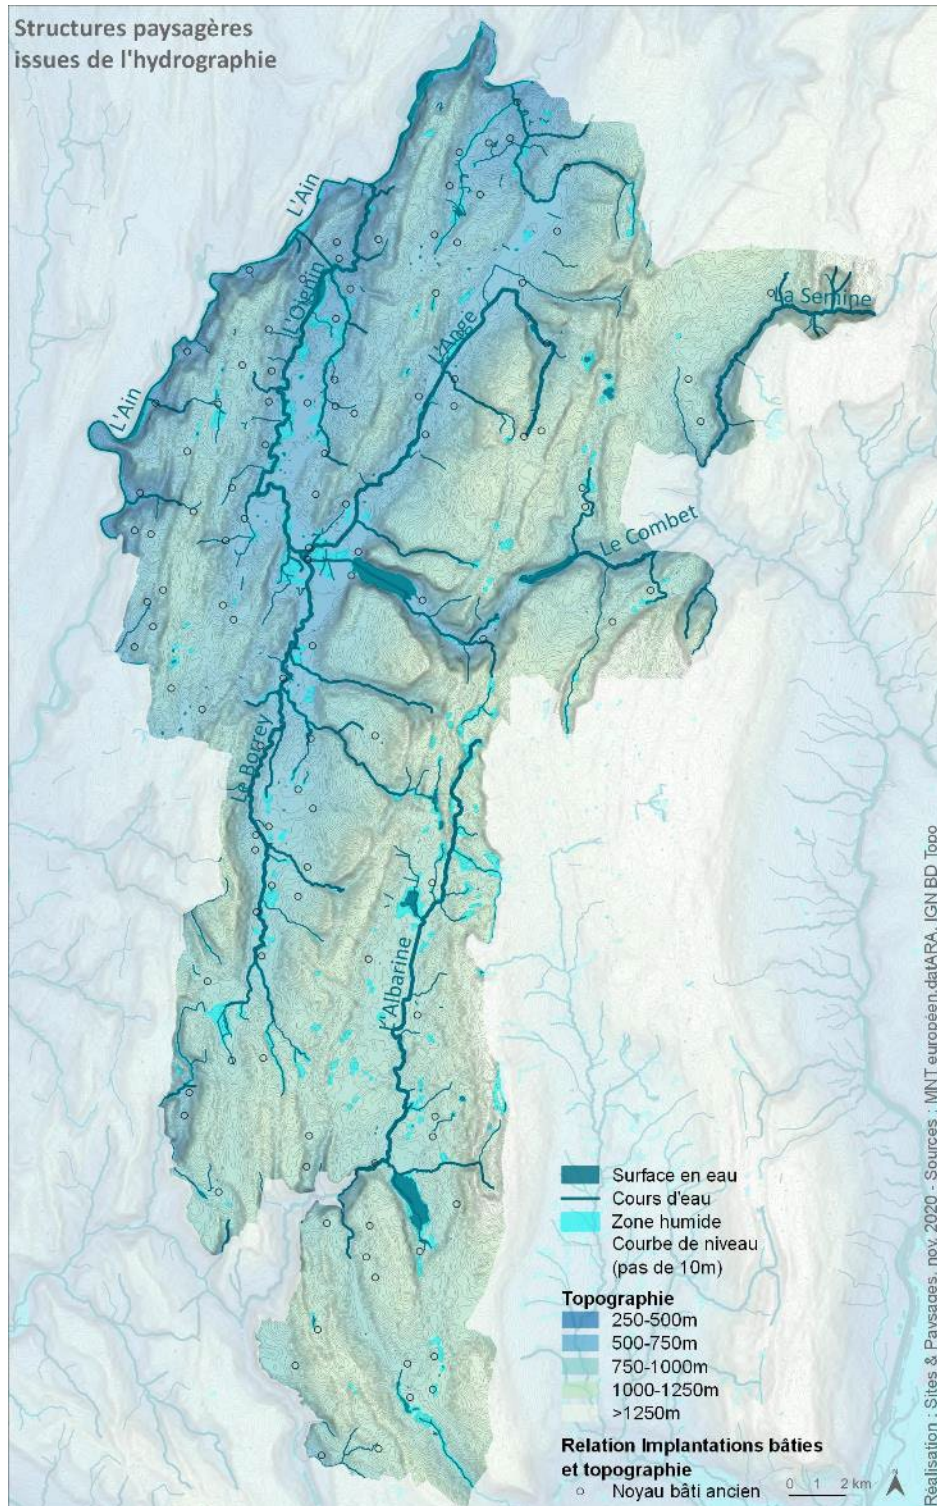 Structures paysagères
issues de l'hydrographie
L'Ain
L'Oignin
L'Ange
La Semine
L'Ain
Le Combet
Le Borrey
L'Albarine
Surface en eau
Cours d'eau
Zone humide
Courbe de niveau
(pas de 10m)
Topographie
250-500m
500-750m
750-1000m
1000-1250m
>1250m
Relation Implantations bâties
et topographie
Noyau bâti ancien
0 1 2 km
Réalisation : Sites & Paysages, nov. 2020 - Sources : MNT européen.datARA, IGN BD Topo